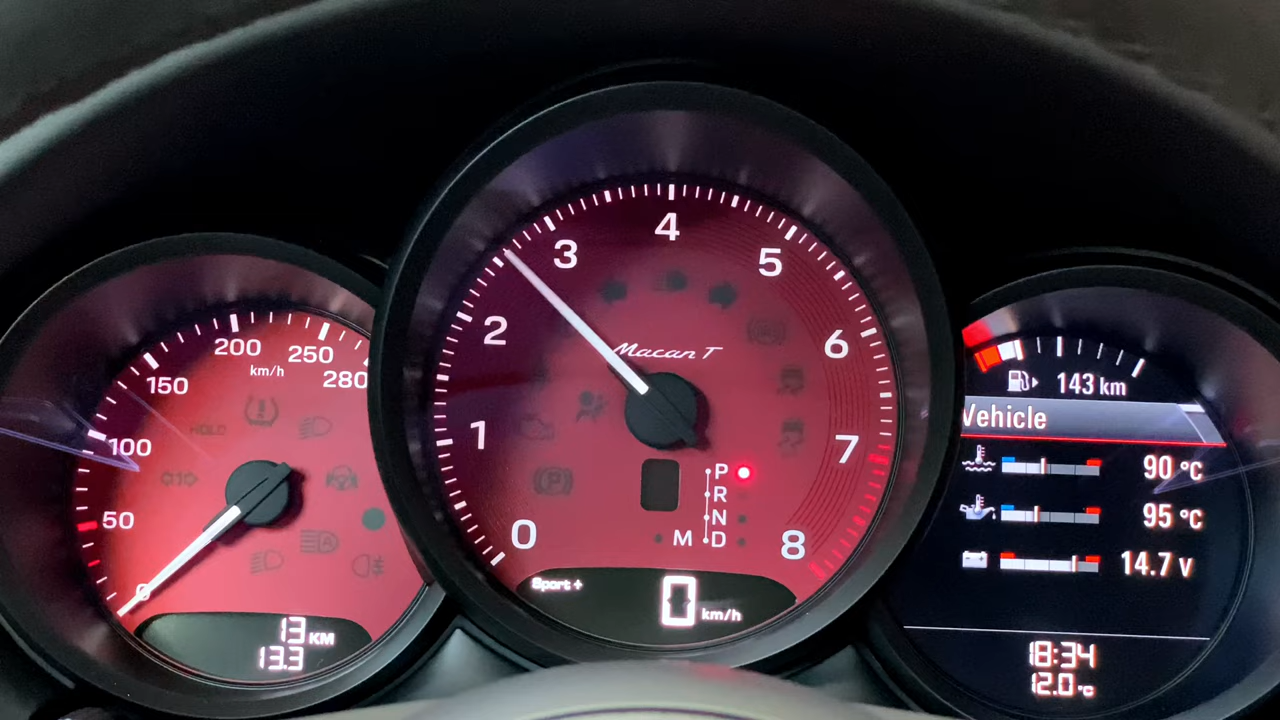 0
50
100
150
200
250
280
km/h
HOLD
13 KM
13.3
0
1
2
3
4
5
6
7
8
Macan T
P
R
N
M D
Sport +
0 km/h
143 km
Vehicle
90 °C
95 °C
14.7 V
18:34
12.0 °C